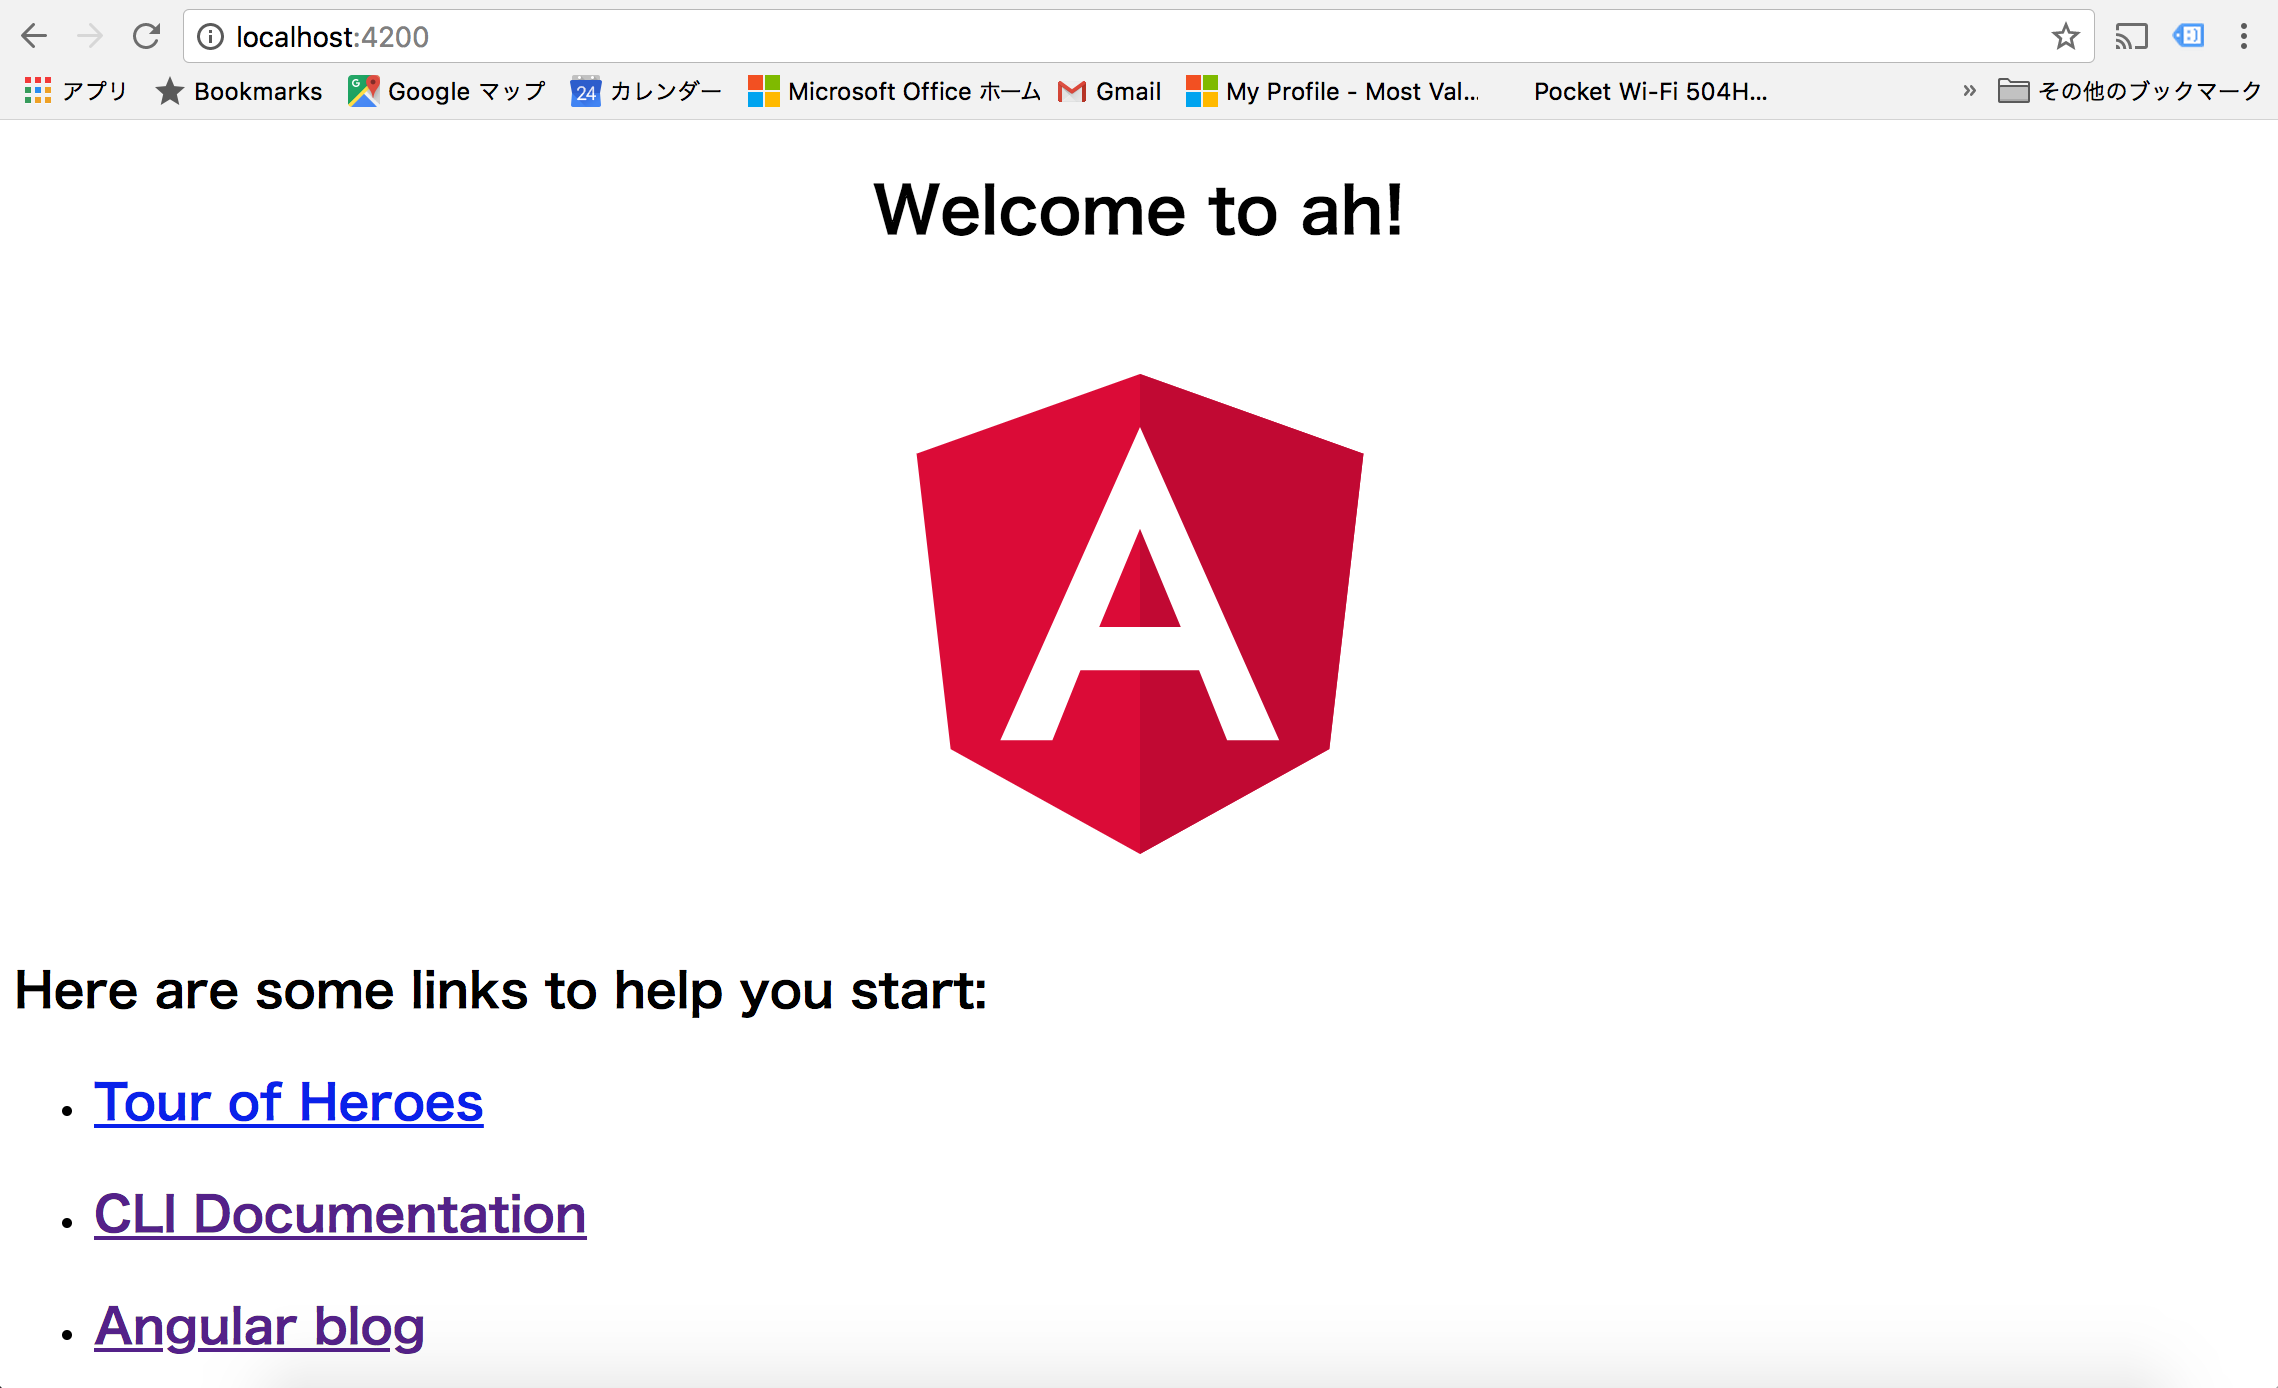 localhost:4200
アプリ Bookmarks Google マップ 24 カレンダー Microsoft Office ホーム Gmail My Profile - Most Val... Pocket Wi-Fi 504H... » その他のブックマーク
Welcome to ah!
A
Here are some links to help you start:
• Tour of Heroes
• CLI Documentation
• Angular blog